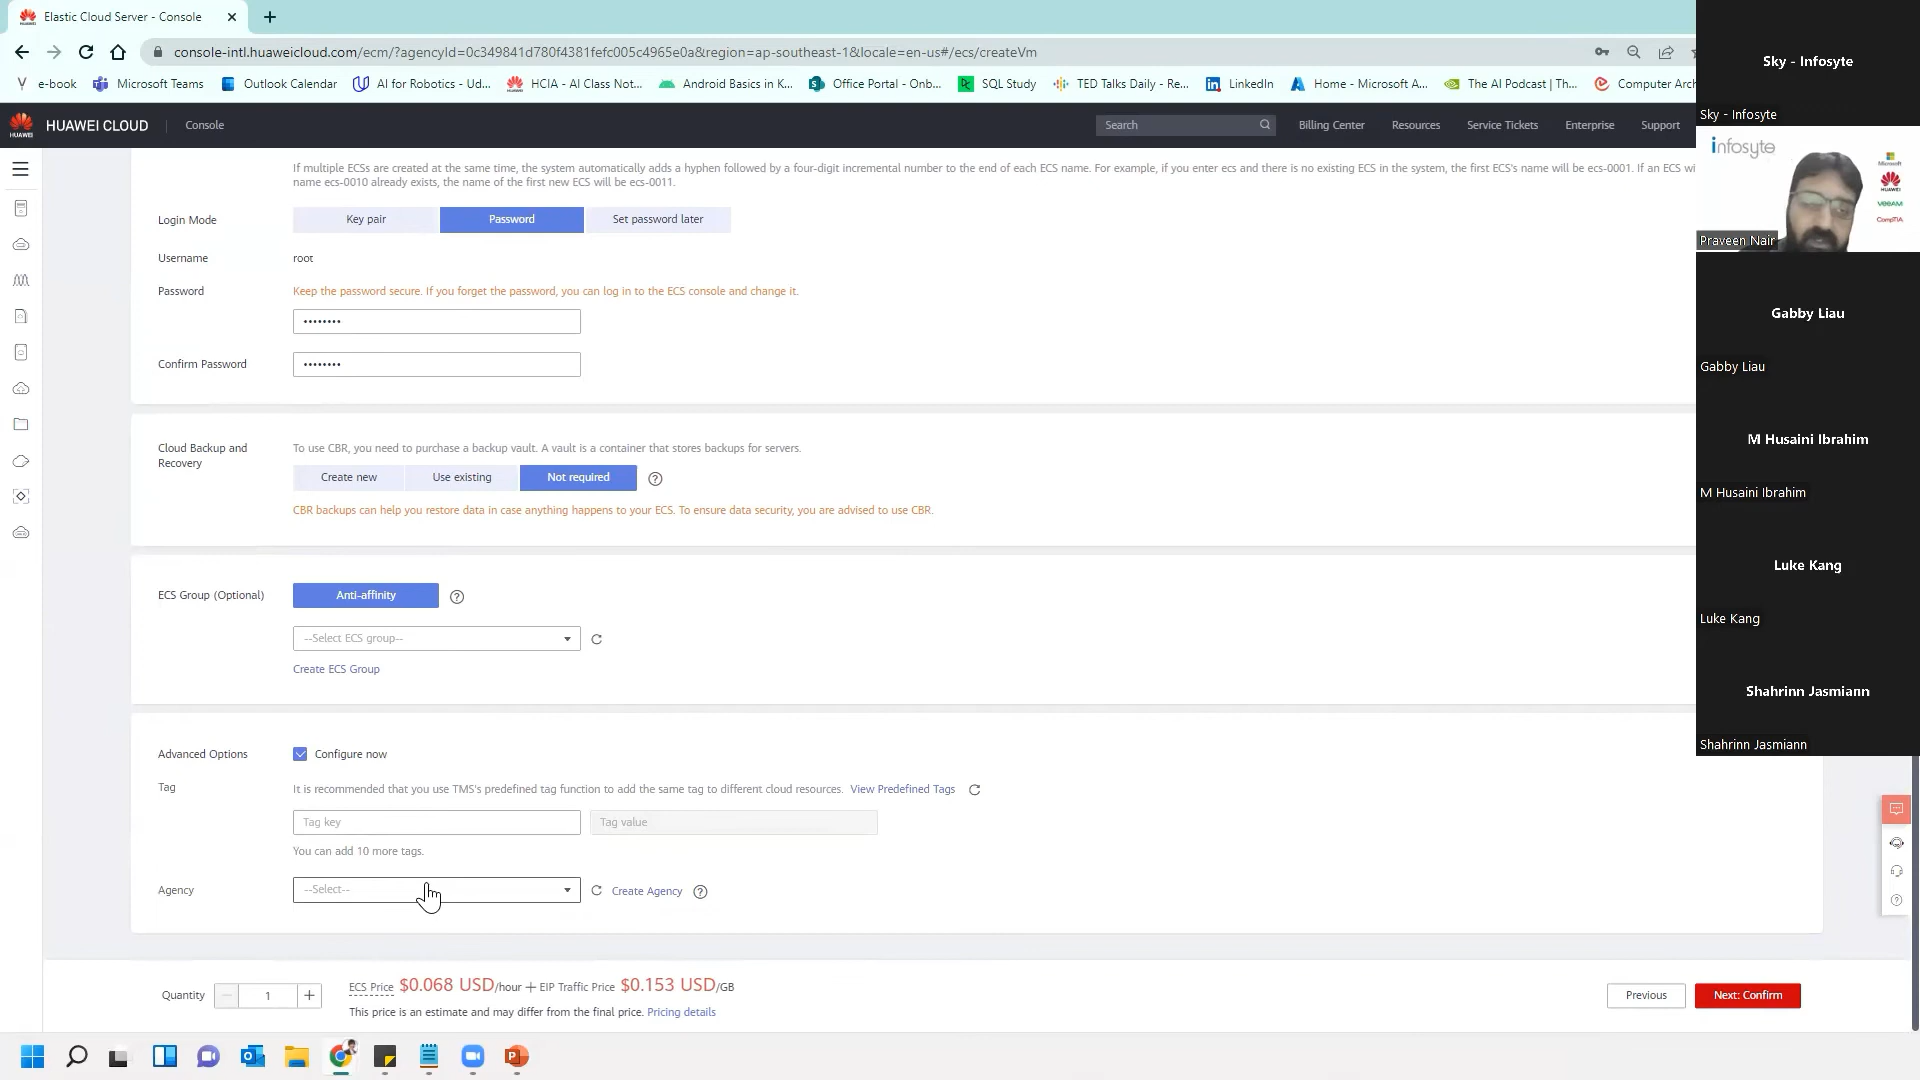 Elastic Cloud Server - Console
console-intl.huaweicloud.com/ecm/?agencyId=0c349841d780f4381fefc005c4965e0a&region=ap-southeast-1&locale=en-us#/ecs/createVm
e-book
Microsoft Teams
Outlook Calendar
AI for Robotics - Ud...
HCIA - AI Class Not...
Android Basics in K...
Office Portal - Onb...
SQL Study
TED Talks Daily - Re...
LinkedIn
Home - Microsoft A...
The AI Podcast | Th...
Computer Arch
HUAWEI
HUAWEI CLOUD
Console
Search
Billing Center
Resources
Service Tickets
Enterprise
Support
If multiple ECSs are created at the same time, the system automatically adds a hyphen followed by a four-digit incremental number to the end of each ECS name. For example, if you enter ecs and there is no existing ECS in the system, the first ECS's name will be ecs-0001. If an ECS wi
name ecs-0010 already exists, the name of the first new ECS will be ecs-0011.
Login Mode
Key pair
Password
Set password later
Username
root
Password
Keep the password secure. If you forget the password, you can log in to the ECS console and change it.
Confirm Password
Cloud Backup and
Recovery
To use CBR, you need to purchase a backup vault. A vault is a container that stores backups for servers.
Create new
Use existing
Not required
CBR backups can help you restore data in case anything happens to your ECS. To ensure data security, you are advised to use CBR.
ECS Group (Optional)
Anti-affinity
--Select ECS group--
Create ECS Group
Advanced Options
Configure now
Tag
It is recommended that you use TMS's predefined tag function to add the same tag to different cloud resources.
View Predefined Tags
Tag key
Tag value
You can add 10 more tags.
Agency
--Select--
Create Agency
Quantity
1
ECS Price $0.068 USD/hour + EIP Traffic Price $0.153 USD/GB
This price is an estimate and may differ from the final price. Pricing details
Previous
Next: Confirm
Sky - Infosyte
Sky - Infosyte
infosyte
Microsoft
HUAWEI
veeam
CompTIA
Praveen Nair
Gabby Liau
Gabby Liau
M Husaini Ibrahim
M Husaini Ibrahim
Luke Kang
Luke Kang
Shahrinn Jasmiann
Shahrinn Jasmiann